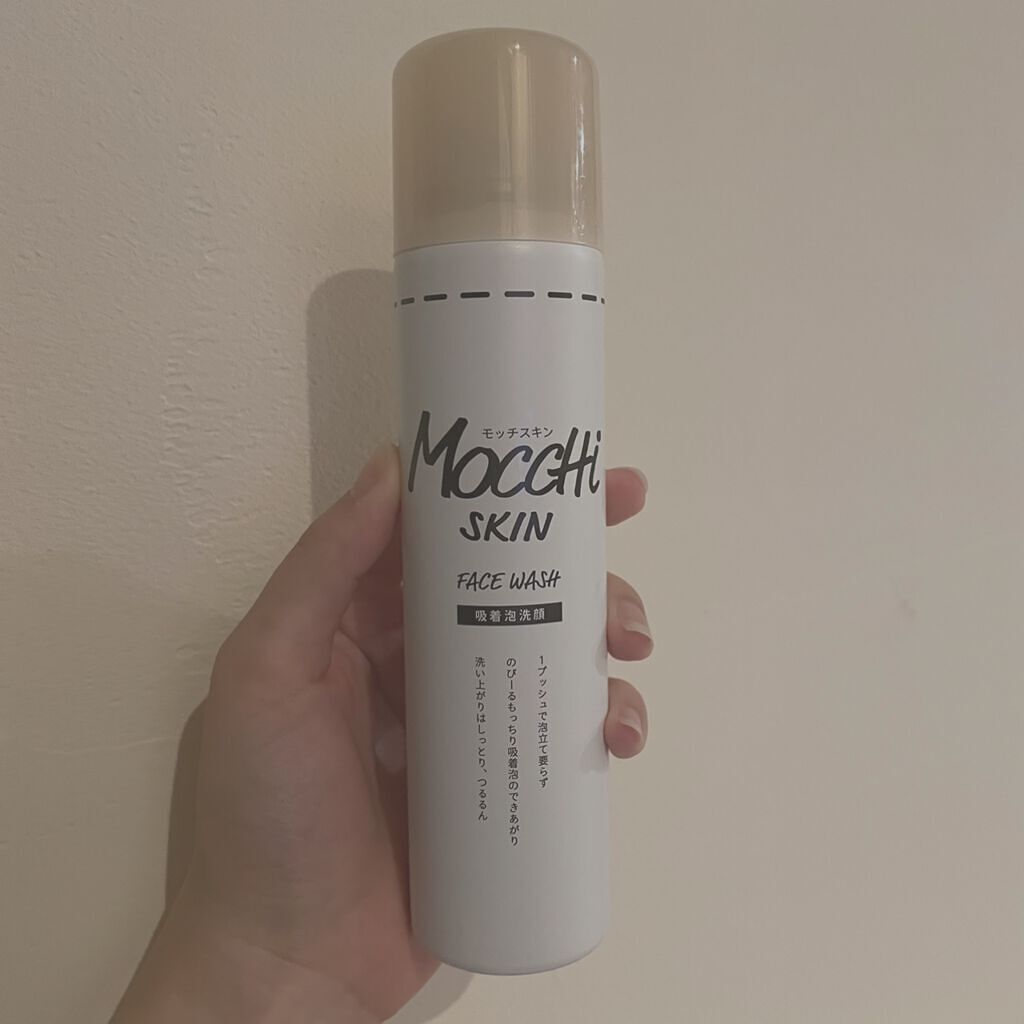 モッチスキン
MOCCHi
SKIN
FACE WASH
吸着泡洗顔
1プッシュで泡立て要らず
のびーるもっちり吸着泡のできあがり
洗い上がりはしっとり、つるるん